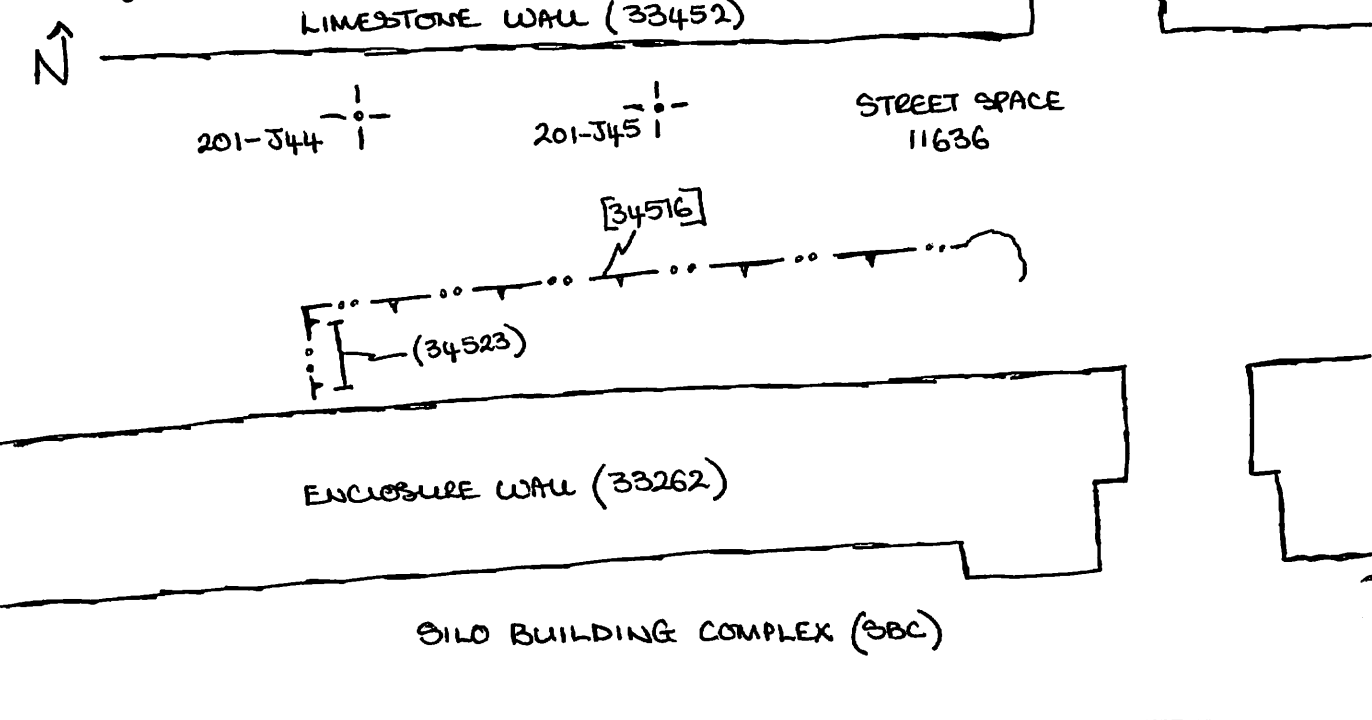 LIMESTONE WALL (33452)
N
201-J44
201-J45
STREET SPACE
11636
[34516]
(34523)
ENCLOSURE WALL (33262)
SILO BUILDING COMPLEX (SBC)